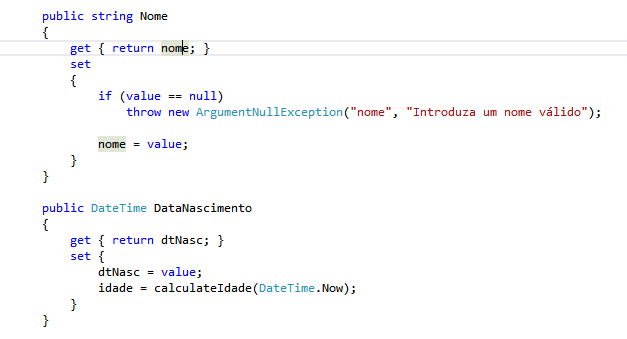 public string Nome
{
get { return nome; }
set
{
if (value == null)
throw new ArgumentNullException("nome", "Introduza um nome válido");
nome = value;
}
}
public DateTime DataNascimento
{
get { return dtNasc; }
set {
dtNasc = value;
idade = calculateIdade(DateTime.Now);
}
}